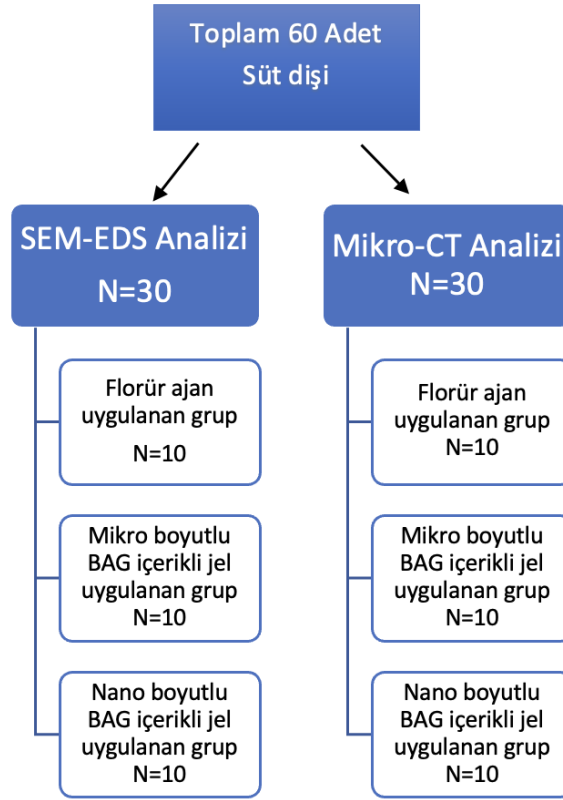 Toplam 60 Adet
Süt dişi
SEM-EDS Analizi
N=30
Florür ajan
uygulanan grup
N=10
Mikro boyutlu
BAG içerikli jel
uygulanan grup
N=10
Nano boyutlu
BAG içerikli jel
uygulanan grup
N=10
Mikro-CT Analizi
N=30
Florür ajan
uygulanan grup
N=10
Mikro boyutlu
BAG içerikli jel
uygulanan grup
N=10
Nano boyutlu
BAG içerikli jel
uygulanan grup
N=10